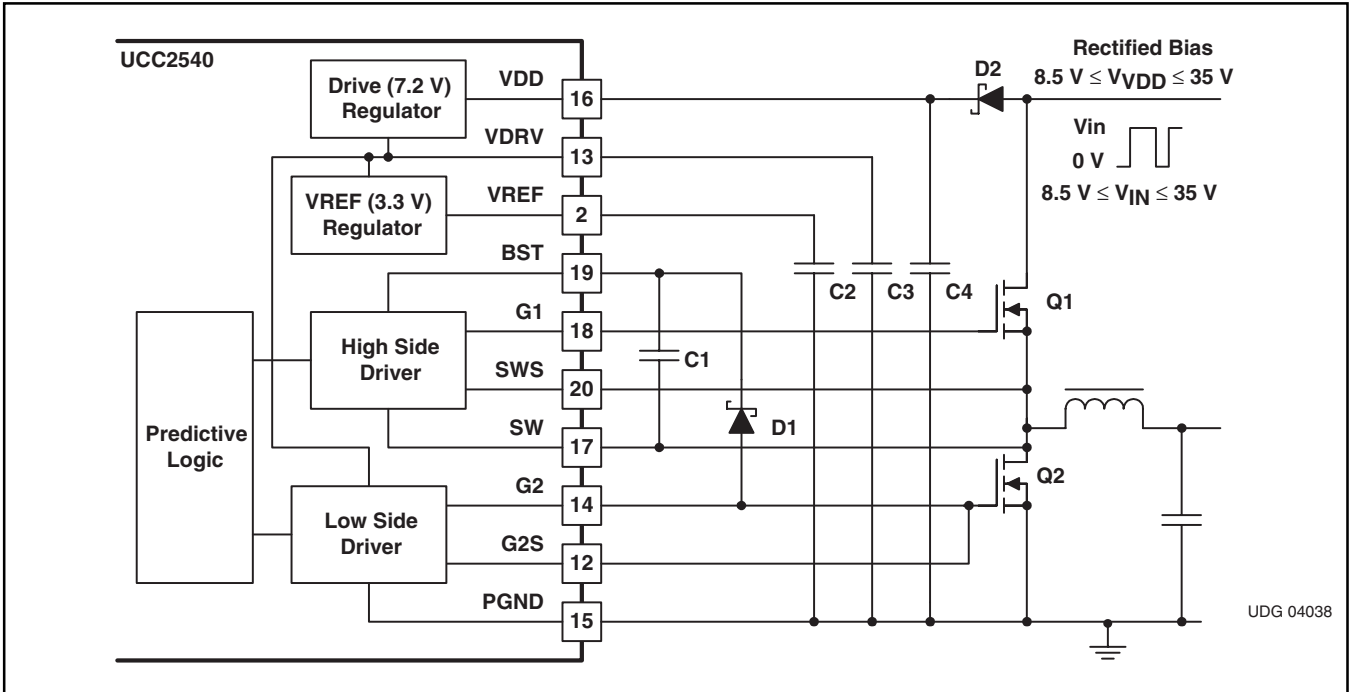 UCC2540
Drive (7.2 V)
Regulator
VREF (3.3 V)
Regulator
Predictive
Logic
High Side
Driver
Low Side
Driver
VDD
16
VDRV
13
VREF
2
BST
19
G1
18
SWS
20
SW
17
G2
14
G2S
12
PGND
15
C1
D1
C2
C3
C4
D2
Rectified Bias
8.5 V ≤ VVDD ≤ 35 V
Vin
0 V
8.5 V ≤ VIN ≤ 35 V
Q1
Q2
UDG 04038